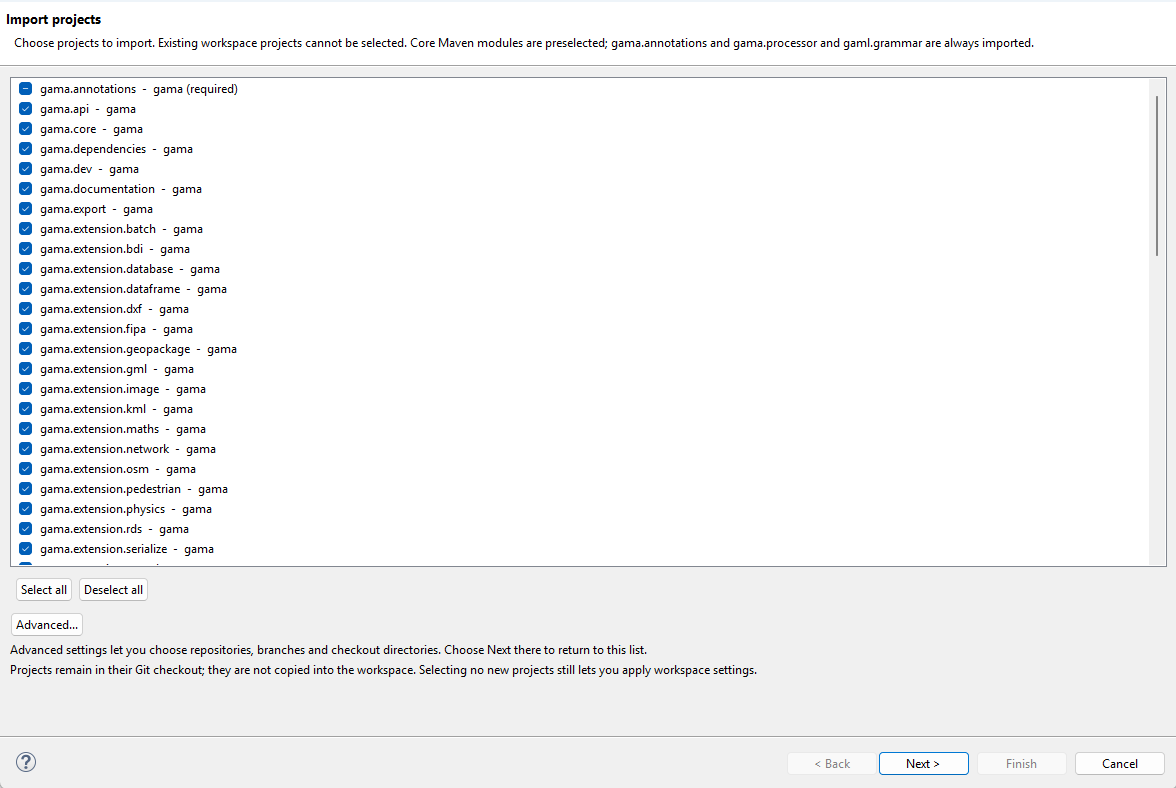 Import projects
Choose projects to import. Existing workspace projects cannot be selected. Core Maven modules are preselected; gama.annotations and gama.processor and gaml.grammar are always imported.
gama.annotations - gama (required)
gama.api - gama
gama.core - gama
gama.dependencies - gama
gama.dev - gama
gama.documentation - gama
gama.export - gama
gama.extension.batch - gama
gama.extension.bdi - gama
gama.extension.database - gama
gama.extension.dataframe - gama
gama.extension.dxf - gama
gama.extension.fipa - gama
gama.extension.geopackage - gama
gama.extension.gml - gama
gama.extension.image - gama
gama.extension.kml - gama
gama.extension.maths - gama
gama.extension.network - gama
gama.extension.osm - gama
gama.extension.pedestrian - gama
gama.extension.physics - gama
gama.extension.rds - gama
gama.extension.serialize - gama
Select all Deselect all
Advanced...
Advanced settings let you choose repositories, branches and checkout directories. Choose Next there to return to this list.
Projects remain in their Git checkout; they are not copied into the workspace. Selecting no new projects still lets you apply workspace settings.
? < Back Next > Finish Cancel